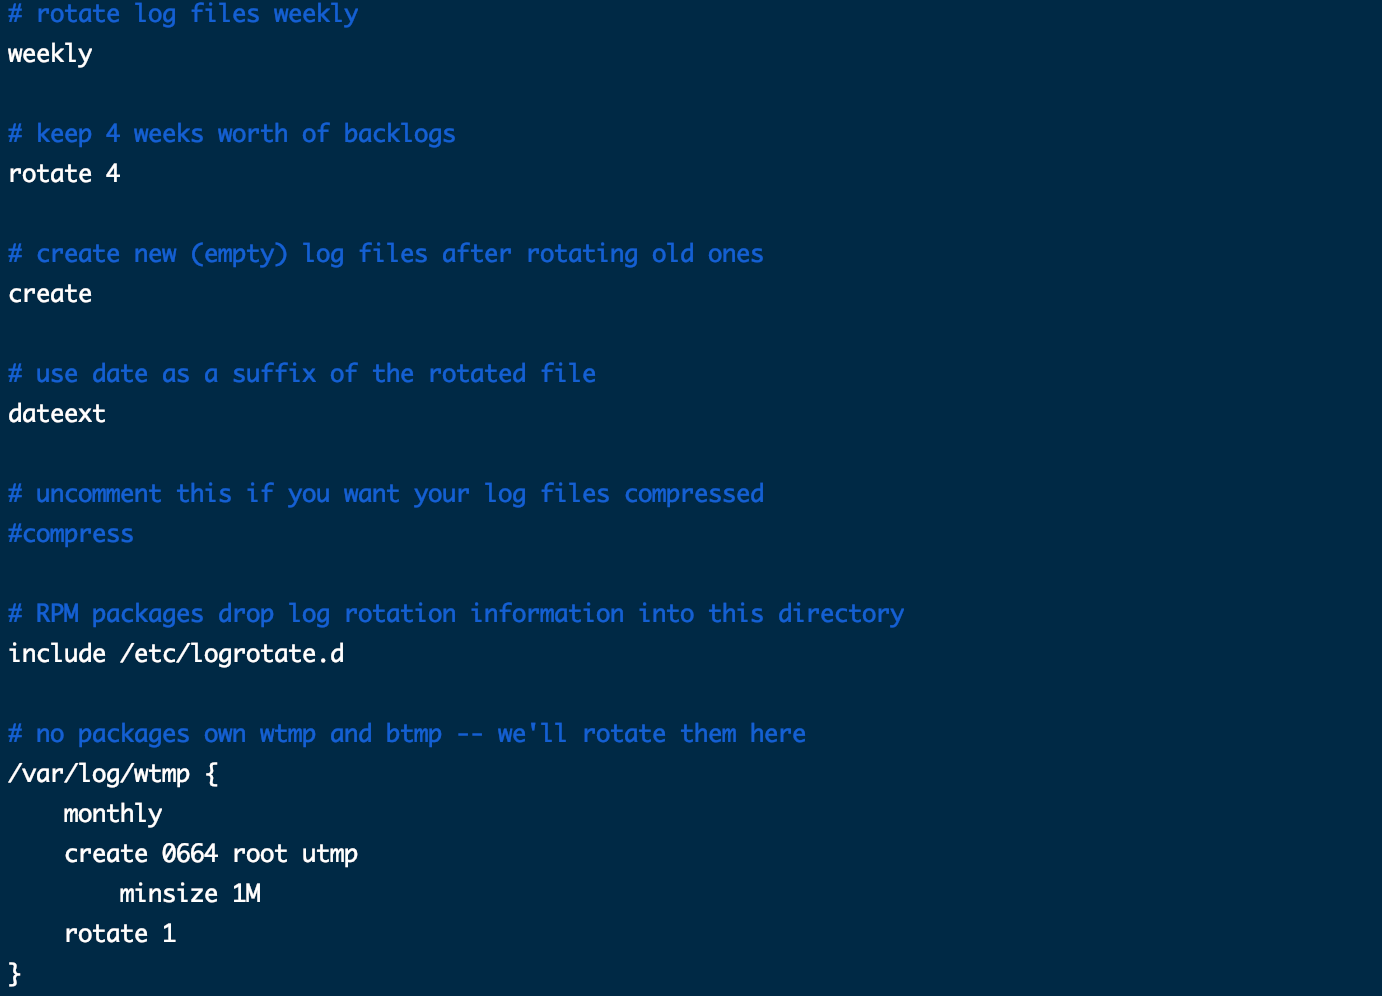 # rotate log files weekly
weekly
# keep 4 weeks worth of backlogs
rotate 4
# create new (empty) log files after rotating old ones
create
# use date as a suffix of the rotated file
dateext
# uncomment this if you want your log files compressed
#compress
# RPM packages drop log rotation information into this directory
include /etc/logrotate.d
# no packages own wtmp and btmp -- we'll rotate them here
/var/log/wtmp {
    monthly
    create 0664 root utmp
        minsize 1M
    rotate 1
}